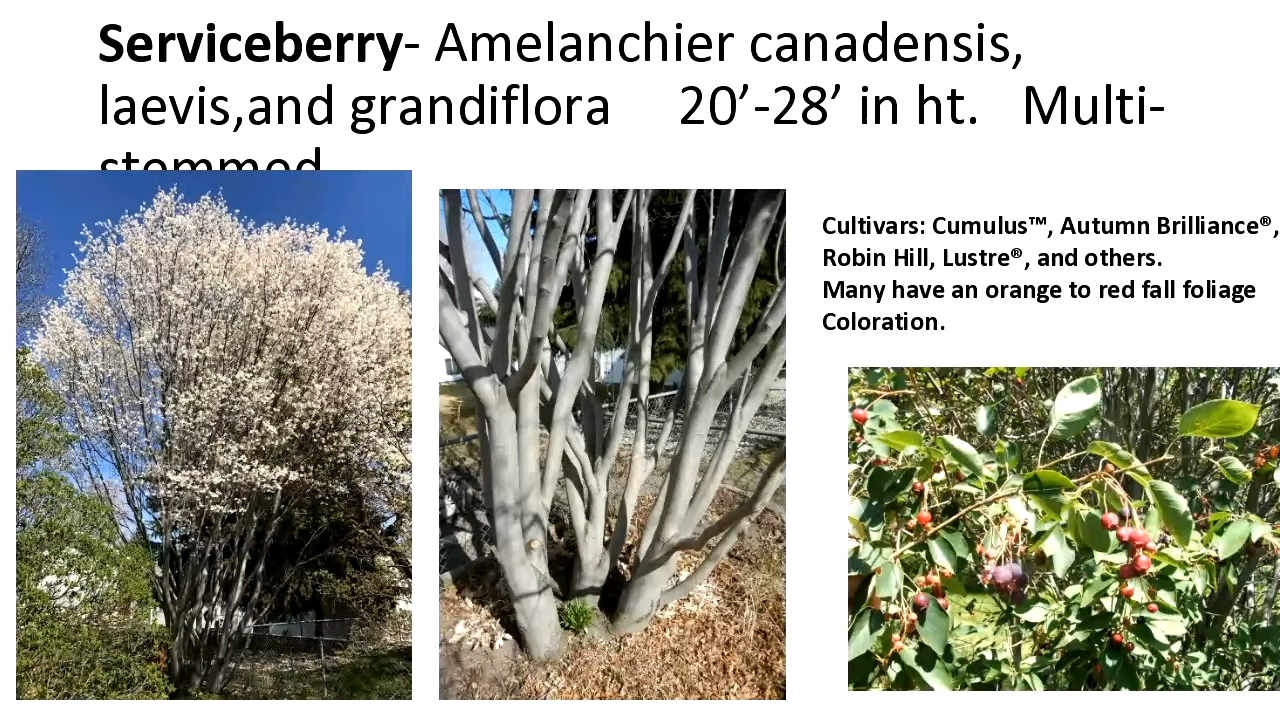 Serviceberry- Amelanchier canadensis,
laevis,and grandiflora 20’-28’ in ht. Multi-
stemmed
Cultivars: Cumulus™, Autumn Brilliance®,
Robin Hill, Lustre®, and others.
Many have an orange to red fall foliage
Coloration.